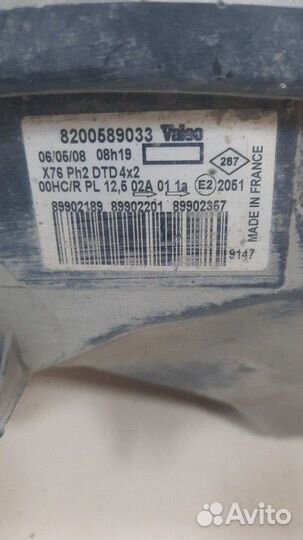 8200589033 Valeo
06/05/08 08h19
X76 Ph2 DTD 4x2 287
00HC/R PL 12,5 02A 01 1a E2 2051
89902189 89902201 89902367
MADE IN FRANCE
9147
Avito